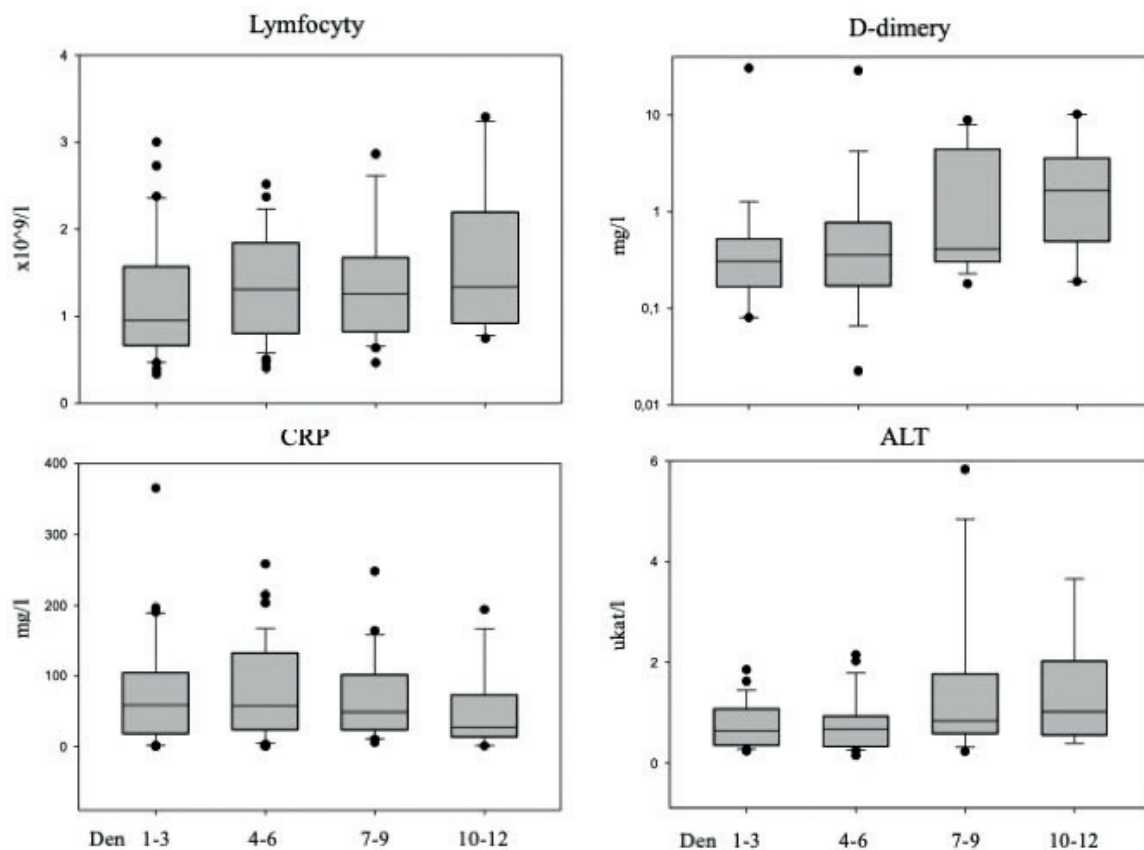 Lymfocyty
4
3
2
1
0
x10^9/l
D-dimery
10
1
0,1
0,01
mg/l
CRP
400
300
200
100
0
mg/l
Den 1-3 4-6 7-9 10-12
ALT
6
4
2
0
ukat/l
Den 1-3 4-6 7-9 10-12